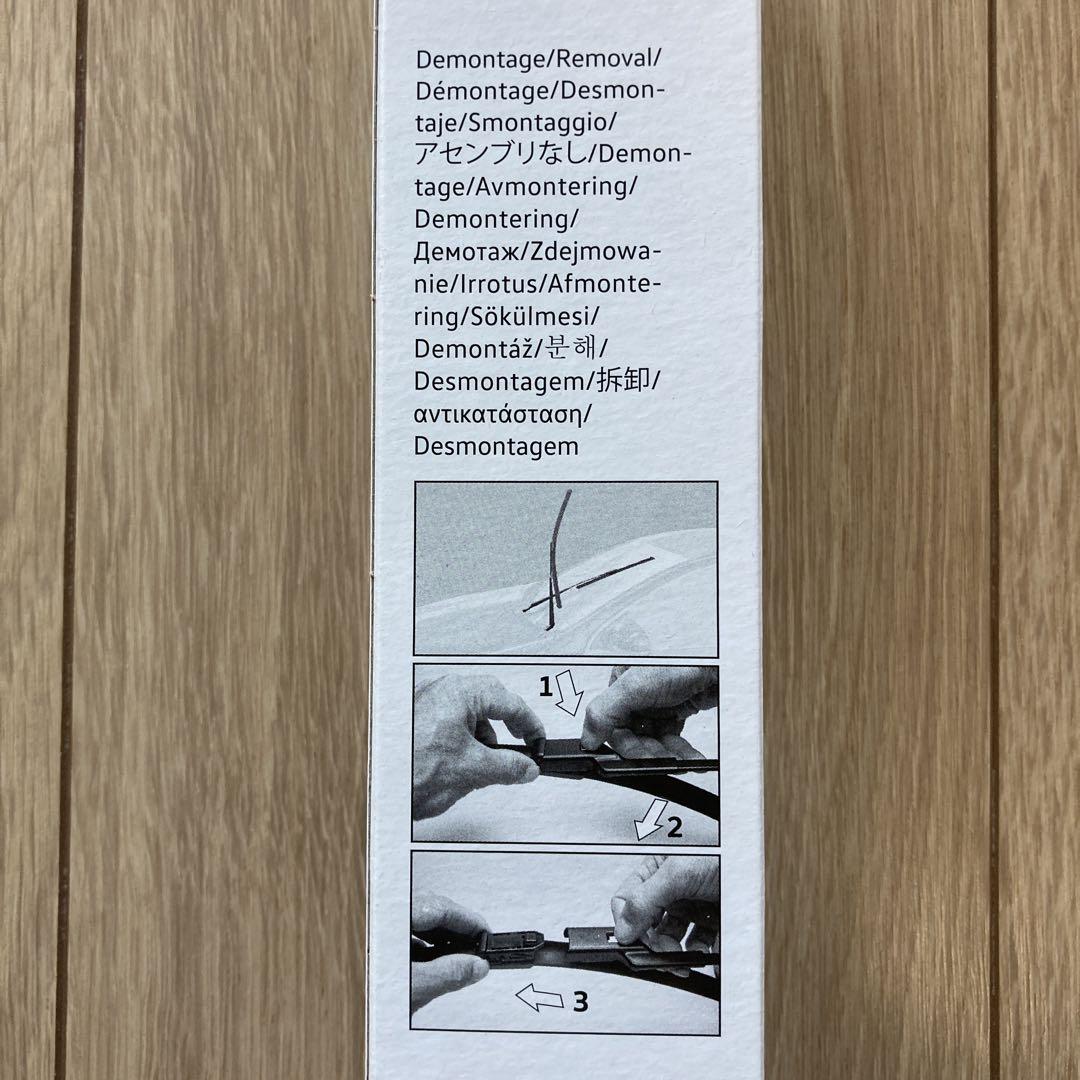 Demontage/Removal/
Démontage/Desmon-
taje/Smontaggio/
アセンブリなし/Demon-
tage/Avmontering/
Demontering/
Демотаж/Zdejmowa-
nie/Irrotus/Afmonte-
ring/Sökülmesi/
Demontáž/분해/
Desmontagem/拆卸/
αντικατάσταση/
Desmontagem
1
2
3